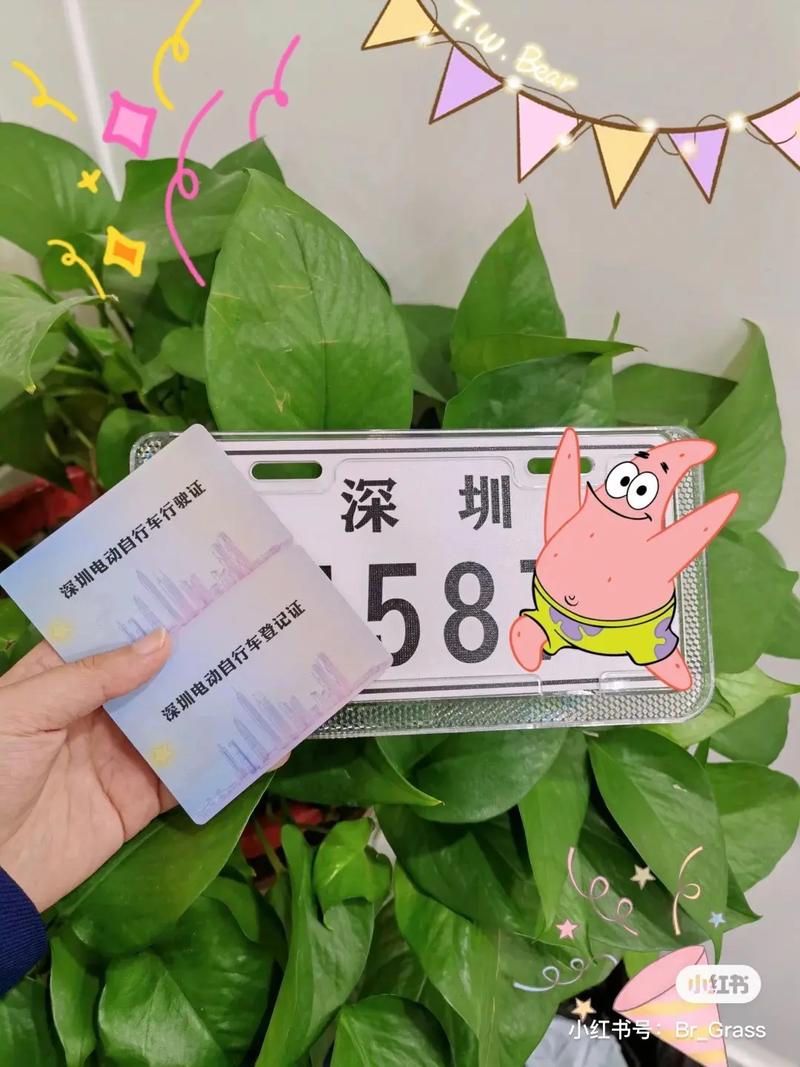 T.W. Bear
深圳
58
深圳电动自行车行驶证
深圳电动自行车登记证
小红书
小红书号：Br_Grass